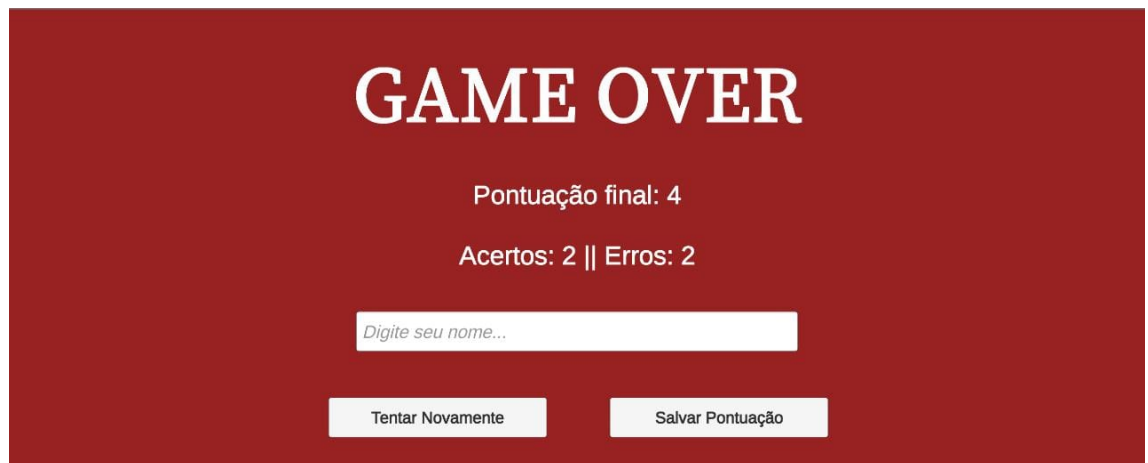 GAME OVER
Pontuação final: 4
Acertos: 2 || Erros: 2
Digite seu nome...
Tentar Novamente
Salvar Pontuação